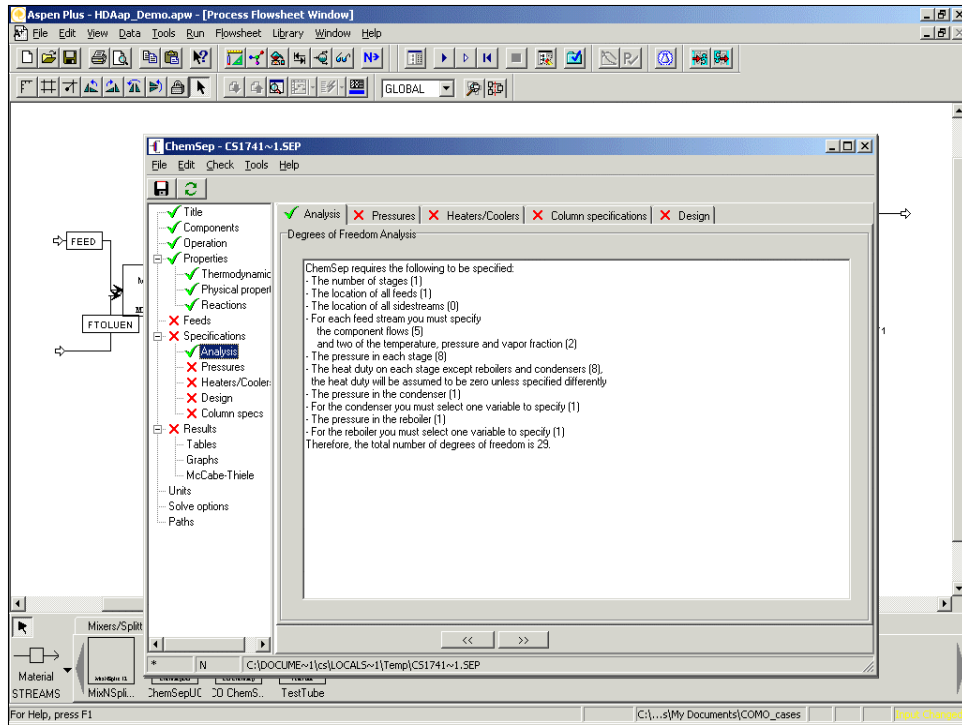 Aspen Plus - HDAap_Demo.apw - [Process Flowsheet Window]
File Edit View Data Tools Run Flowsheet Library Window Help
N>
GLOBAL
ChemSep - CS1741~1.SEP
File Edit Check Tools Help
Title
Components
Operation
Properties
Thermodynamic
Physical propert
Reactions
Feeds
Specifications
Analysis
Pressures
Heaters/Cooler
Design
Column specs
Results
Tables
Graphs
McCabe-Thiele
Units
Solve options
Paths
Analysis Pressures Heaters/Coolers Column specifications Design
Degrees of Freedom Analysis
ChemSep requires the following to be specified:
- The number of stages (1)
- The location of all feeds (1)
- The location of all sidestreams (0)
- For each feed stream you must specify
the component flows (5)
and two of the temperature, pressure and vapor fraction (2)
- The pressure in each stage (8)
- The heat duty on each stage except reboilers and condensers (8),
the heat duty will be assumed to be zero unless specified differently
- The pressure in the condenser (1)
- For the condenser you must select one variable to specify (1)
- The pressure in the reboiler (1)
- For the reboiler you must select one variable to specify (1)
Therefore, the total number of degrees of freedom is 29.
<< >>
* N C:\DOCUME~1\cs\LOCALS~1\Temp\CS1741~1.SEP
FEED
FTOLUEN
Mixers/Splitt
Material
STREAMS
MixNSpli... ChemSepUC CO ChemS.. TestTube
For Help, press F1
C:\...s\My Documents\COMO_cases
Input Changed